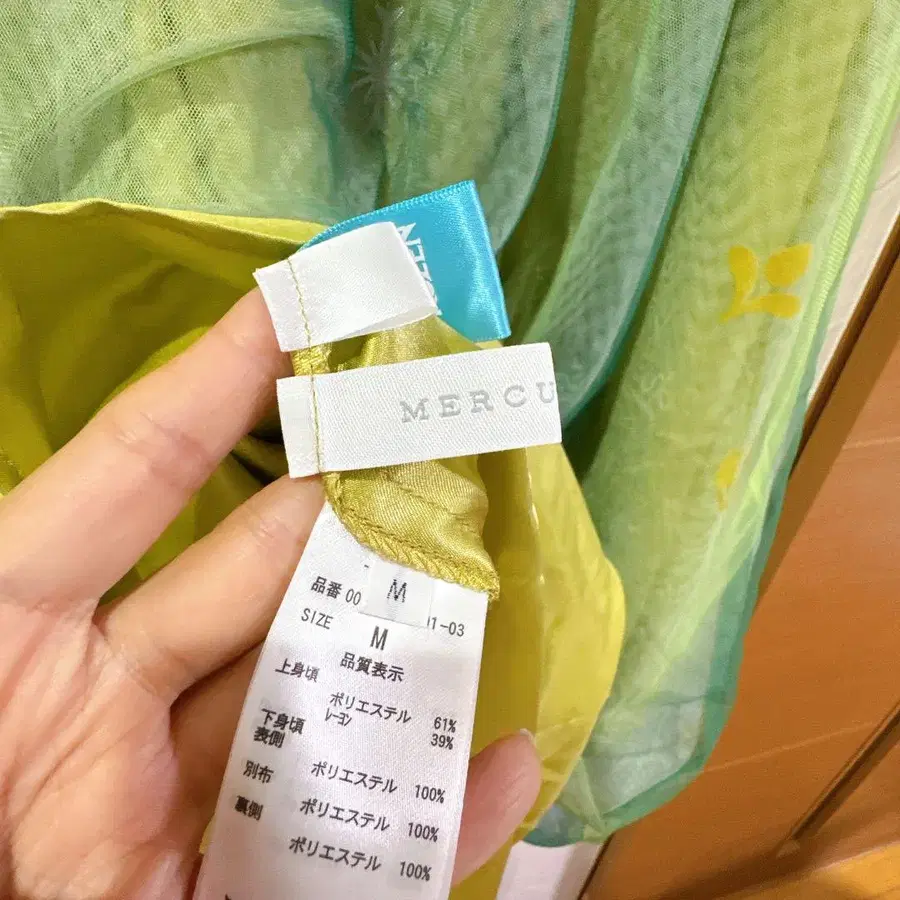 MERCU
M
品番 00 01-03
SIZE M
品質表示
上身頃
ポリエステル 61%
レーヨン 39%
下身頃
表側 ポリエステル 100%
別布 ポリエステル 100%
裏側 ポリエステル 100%